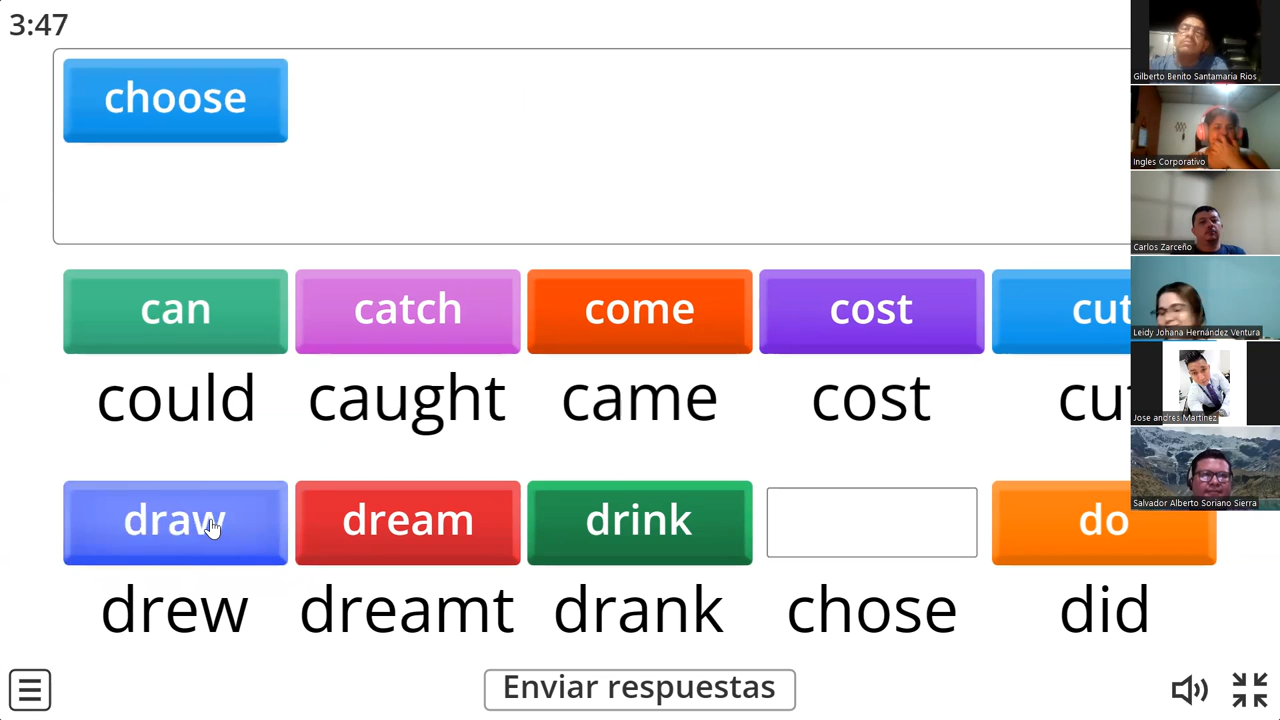 3:47
choose
can catch come cost cut
could caught came cost cut
draw dream drink do
drew dreamt drank chose did
Enviar respuestas
Gilberto Benito Santamaria Rios
Ingles Corporativo
Carlos Zarceño
Leidy Johana Hernández Ventura
Jose andres Martinez
Salvador Alberto Soriano Sierra